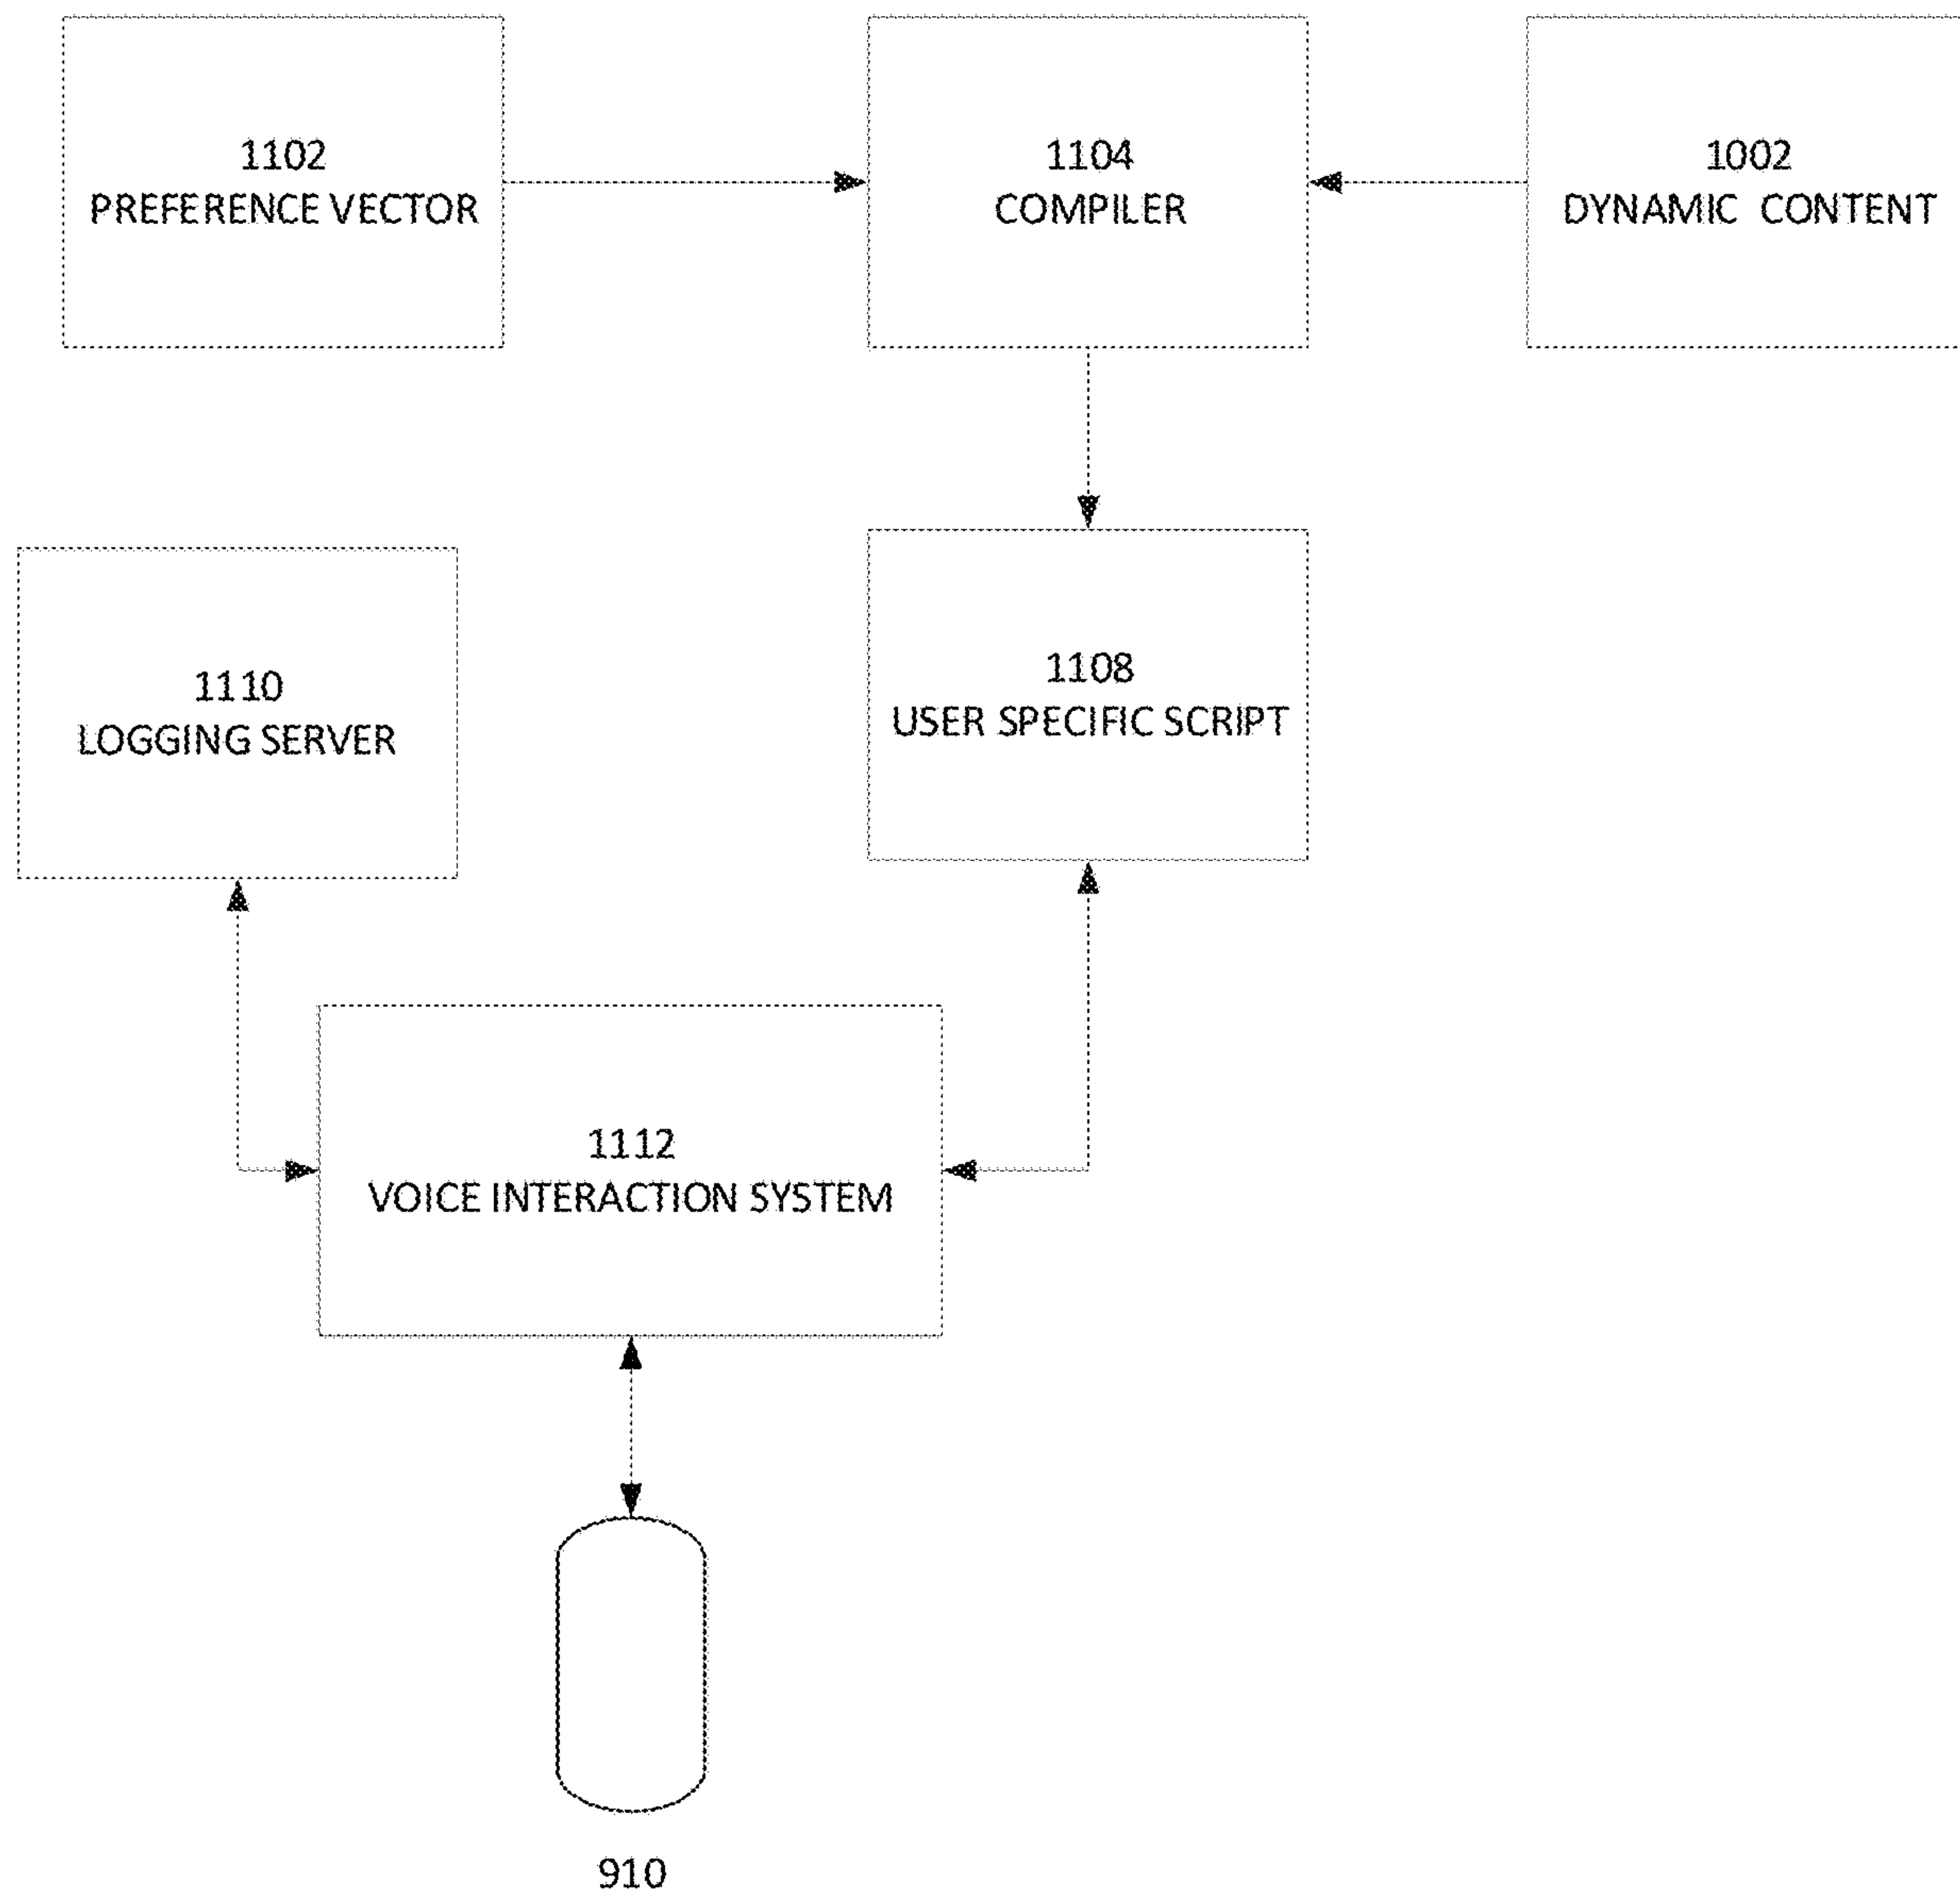 1102
PREFERENCE VECTOR
1104
COMPILER
1002
DYNAMIC CONTENT
1110
LOGGING SERVER
1108
USER SPECIFIC SCRIPT
1112
VOICE INTERACTION SYSTEM
910